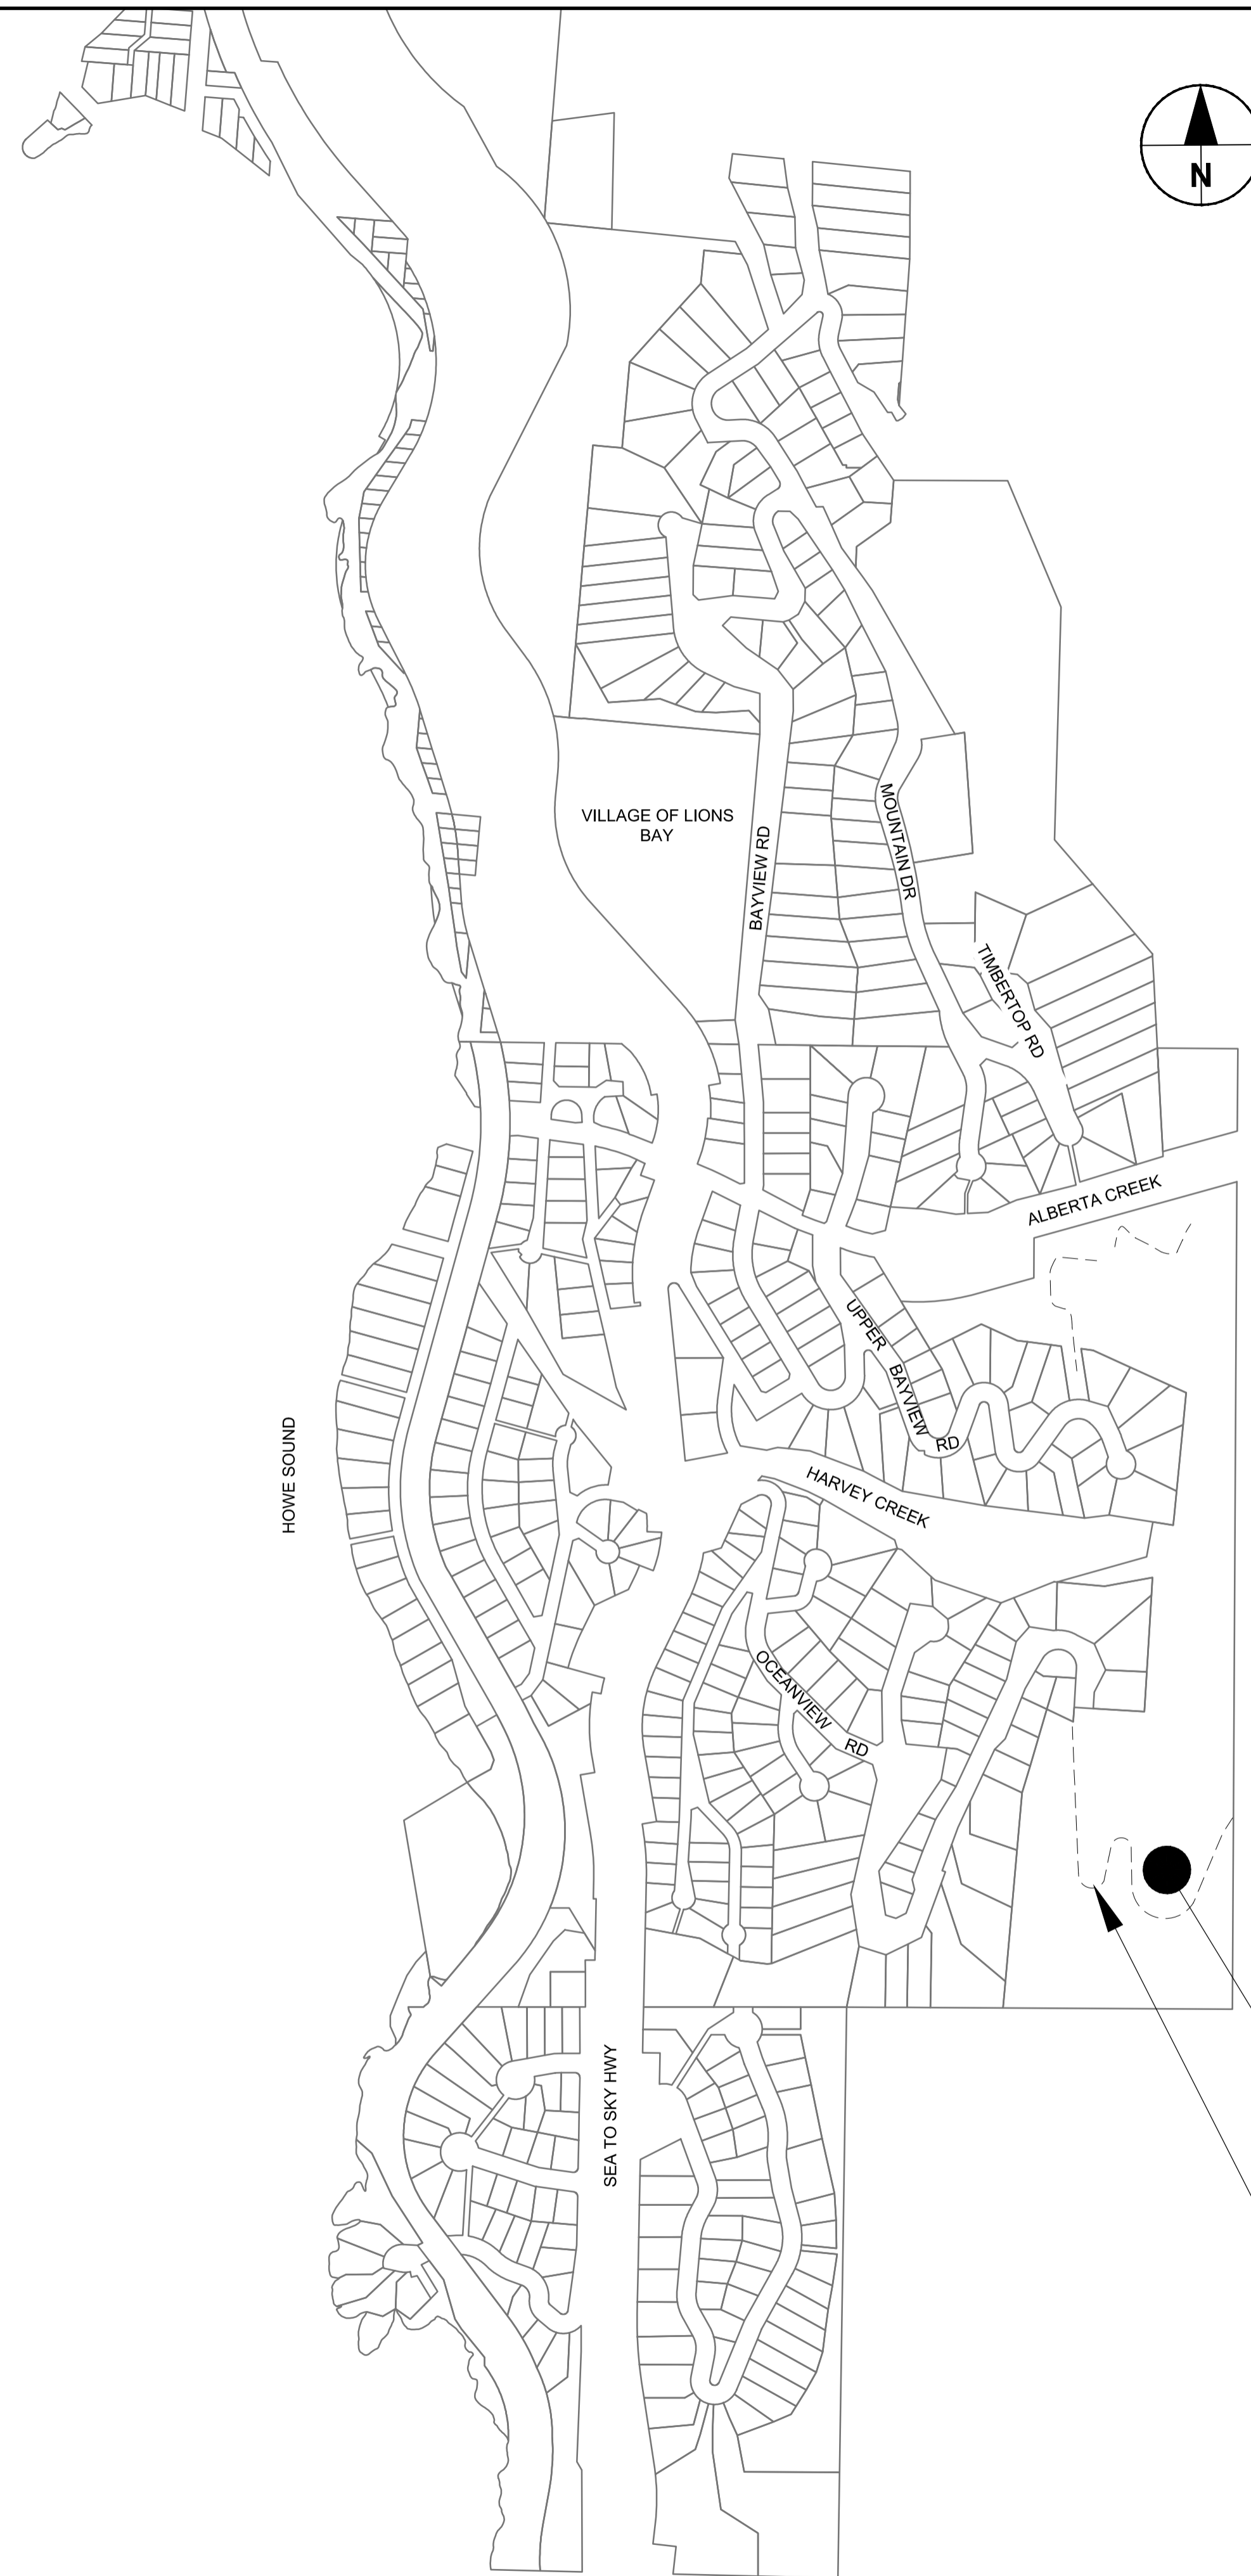 N
VILLAGE OF LIONS
BAY
BAYVIEW RD
MOUNTAIN DR
TIMBERTOP RD
ALBERTA CREEK
UPPER BAYVIEW RD
HOWE SOUND
HARVEY CREEK
OCEANVIEW RD
SEA TO SKY HWY